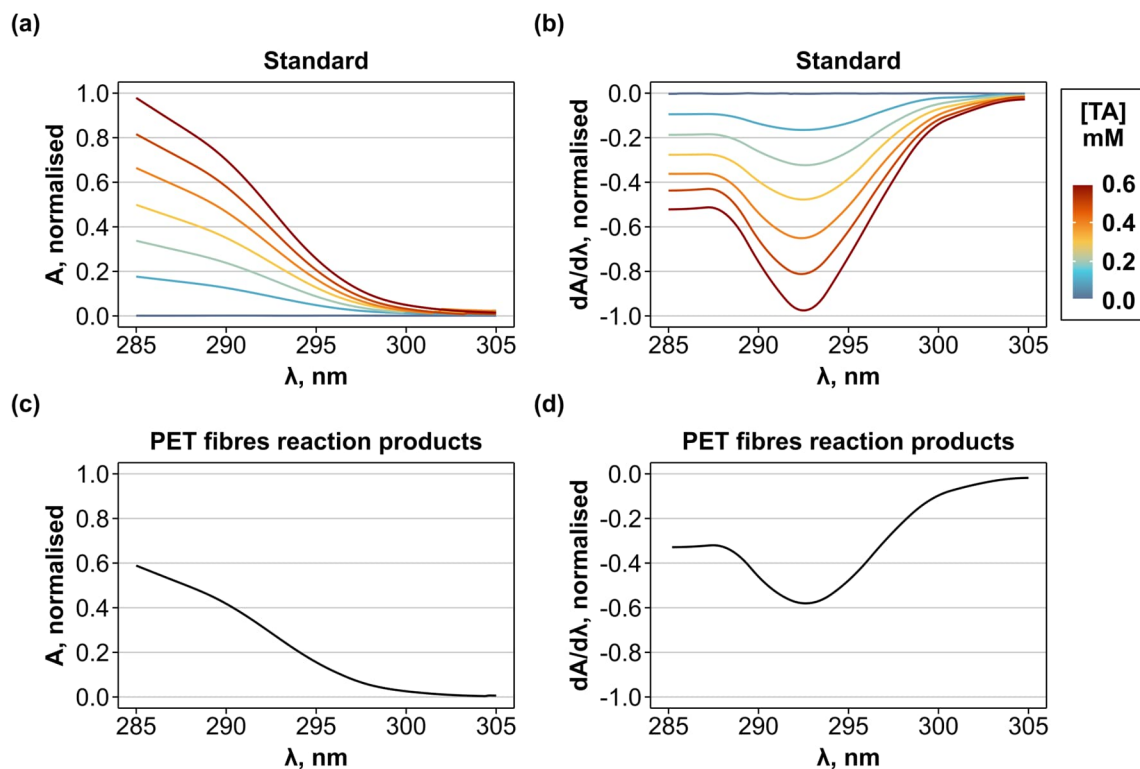 (a)
Standard
A, normalised
1.0
0.8
0.6
0.4
0.2
0.0
285 290 295 300 305
λ, nm
(b)
Standard
dA/dλ, normalised
0.0
-0.2
-0.4
-0.6
-0.8
-1.0
285 290 295 300 305
λ, nm
[TA]
mM
0.6
0.4
0.2
0.0
(c)
PET fibres reaction products
A, normalised
1.0
0.8
0.6
0.4
0.2
0.0
285 290 295 300 305
λ, nm
(d)
PET fibres reaction products
dA/dλ, normalised
0.0
-0.2
-0.4
-0.6
-0.8
-1.0
285 290 295 300 305
λ, nm